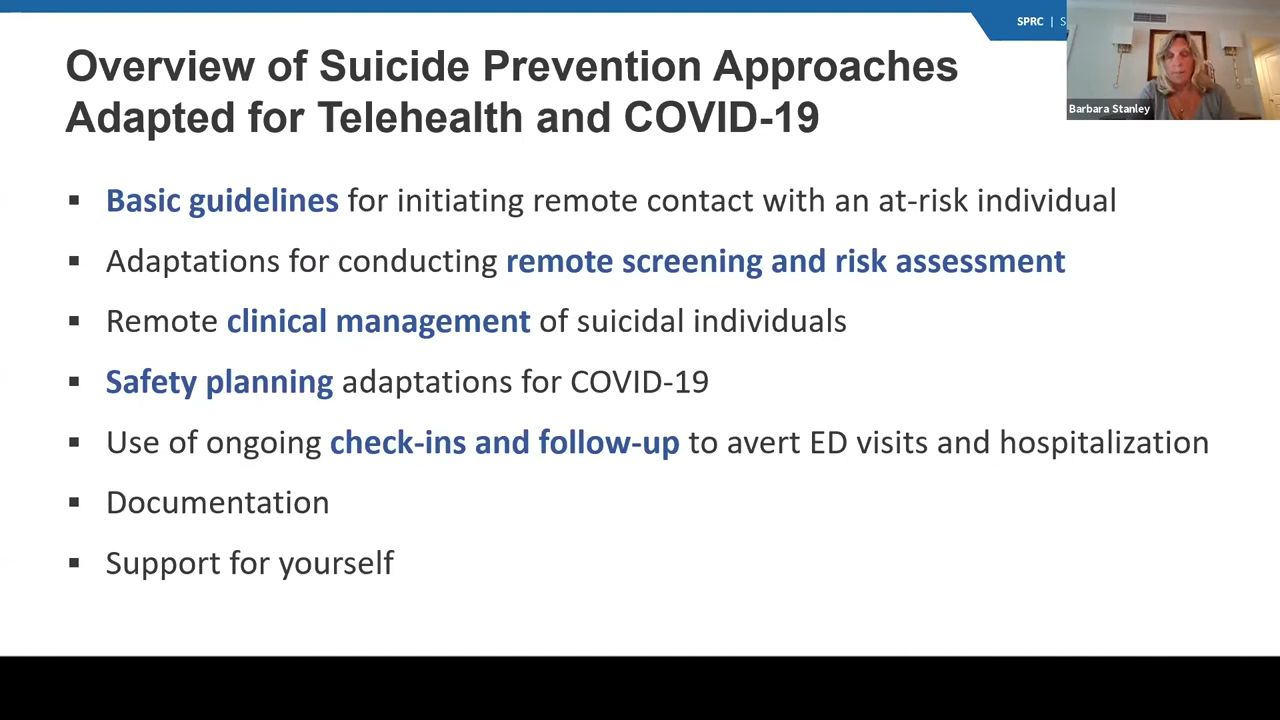 SPRC | S
Barbara Stanley
Overview of Suicide Prevention Approaches
Adapted for Telehealth and COVID-19
▪ Basic guidelines for initiating remote contact with an at-risk individual
▪ Adaptations for conducting remote screening and risk assessment
▪ Remote clinical management of suicidal individuals
▪ Safety planning adaptations for COVID-19
▪ Use of ongoing check-ins and follow-up to avert ED visits and hospitalization
▪ Documentation
▪ Support for yourself